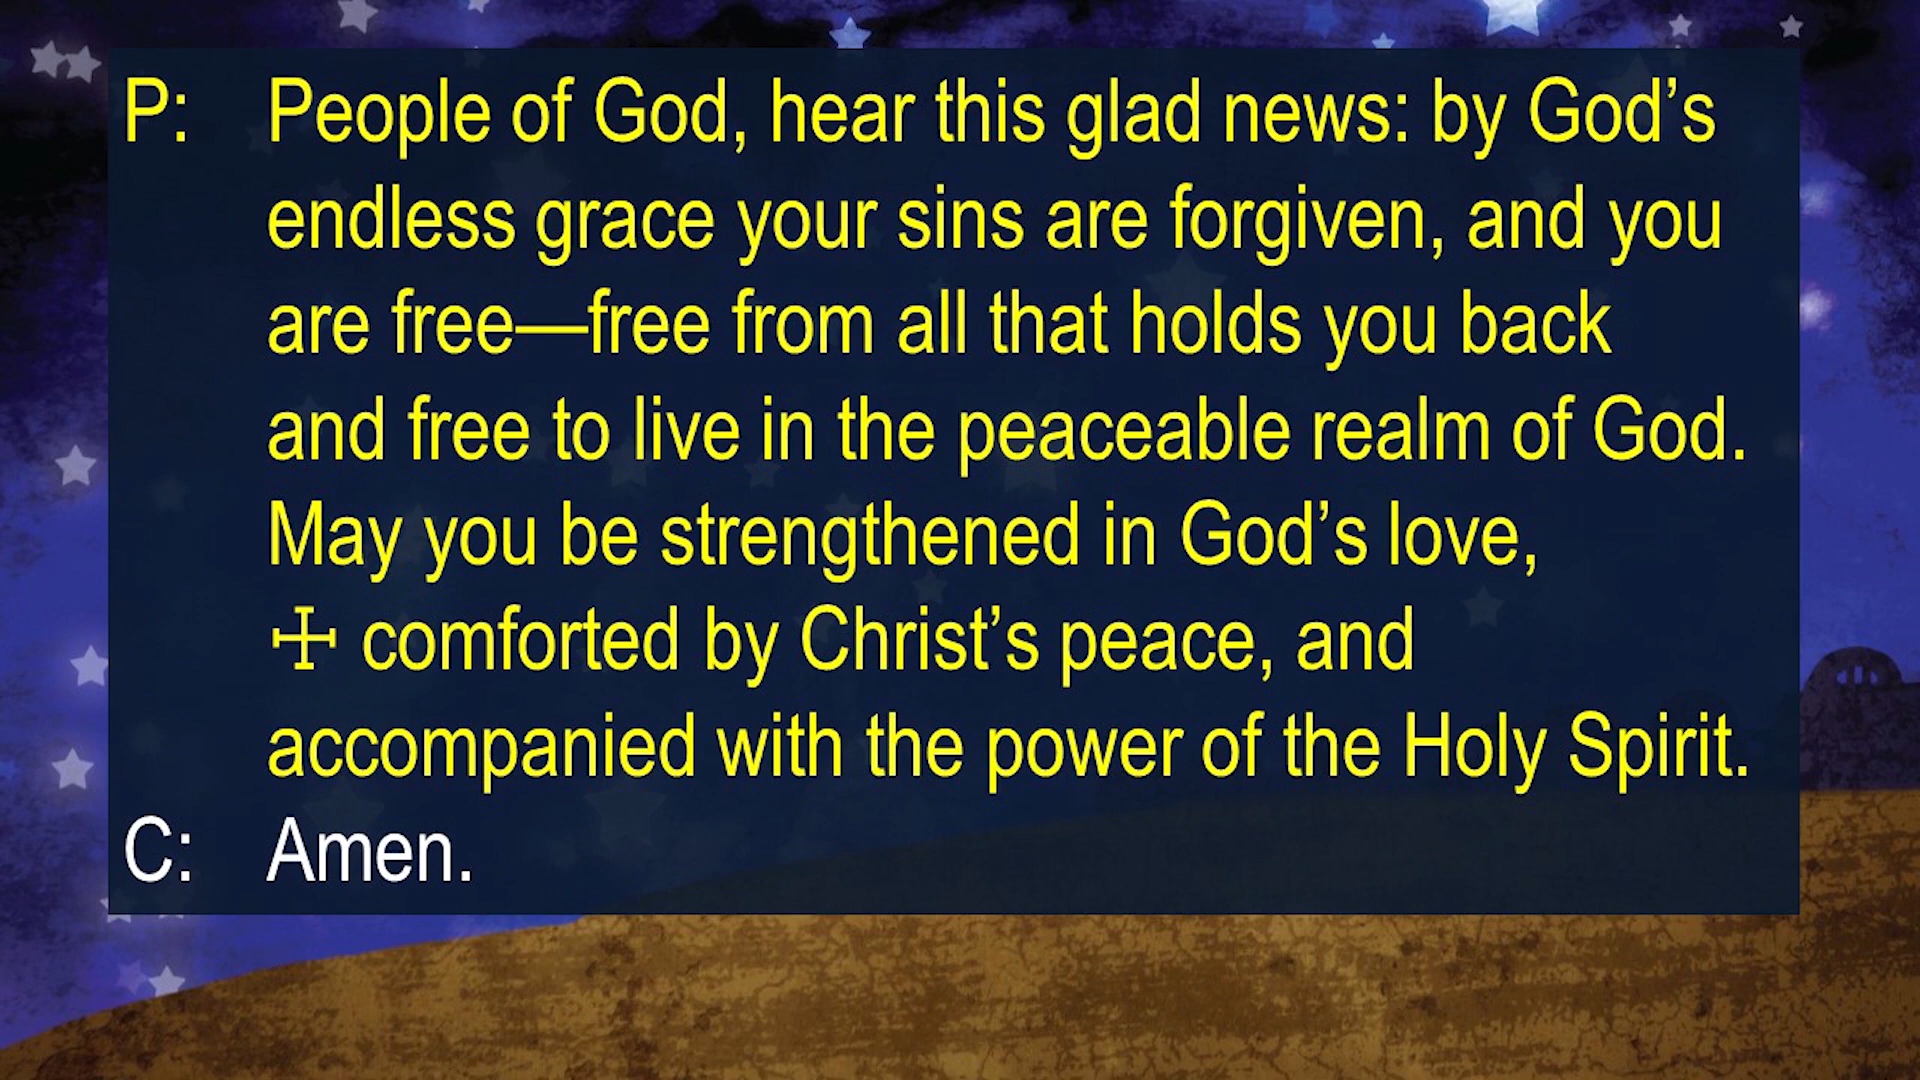 P: People of God, hear this glad news: by God’s
endless grace your sins are forgiven, and you
are free—free from all that holds you back
and free to live in the peaceable realm of God.
May you be strengthened in God’s love,
☩ comforted by Christ’s peace, and
accompanied with the power of the Holy Spirit.
C: Amen.